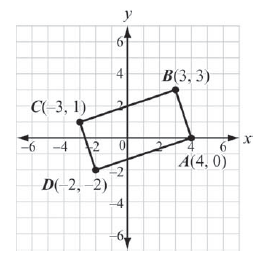 y
6
4
B(3, 3)
C(−3, 1)
−6 −4 −2 0 2 4 6 x
A(4, 0)
−2
D(−2, −2)
−4
−6